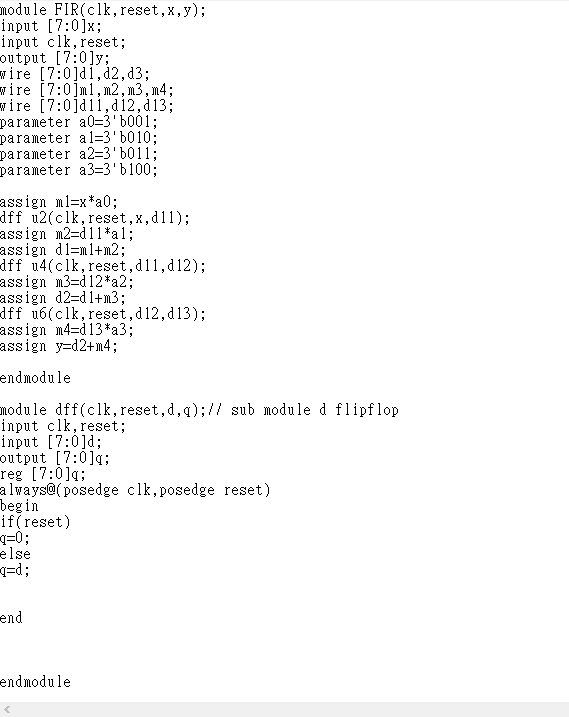 module FIR(clk,reset,x,y);
input [7:0]x;
input clk,reset;
output [7:0]y;
wire [7:0]d1,d2,d3;
wire [7:0]m1,m2,m3,m4;
wire [7:0]d11,d12,d13;
parameter a0=3'b001;
parameter a1=3'b010;
parameter a2=3'b011;
parameter a3=3'b100;
assign m1=x*a0;
dff u2(clk,reset,x,d11);
assign m2=d11*a1;
assign d1=m1+m2;
dff u4(clk,reset,d11,d12);
assign m3=d12*a2;
assign d2=d1+m3;
dff u6(clk,reset,d12,d13);
assign m4=d13*a3;
assign y=d2+m4;
endmodule
module dff(clk,reset,d,q);// sub module d flipflop
input clk,reset;
input [7:0]d;
output [7:0]q;
reg [7:0]q;
always@(posedge clk,posedge reset)
begin
if(reset)
q=0;
else
q=d;
end
endmodule